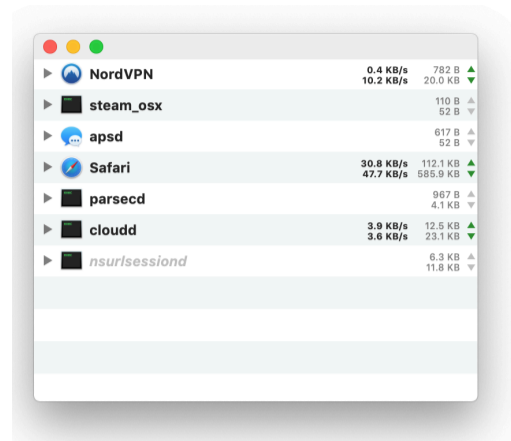 NordVPN 0.4 KB/s 782 B
10.2 KB/s 20.0 KB
steam_osx 110 B
52 B
apsd 617 B
52 B
Safari 30.8 KB/s 112.1 KB
47.7 KB/s 585.9 KB
parsecd 967 B
4.1 KB
cloudd 3.9 KB/s 12.5 KB
3.6 KB/s 23.1 KB
nsurlsessiond 6.3 KB
11.8 KB